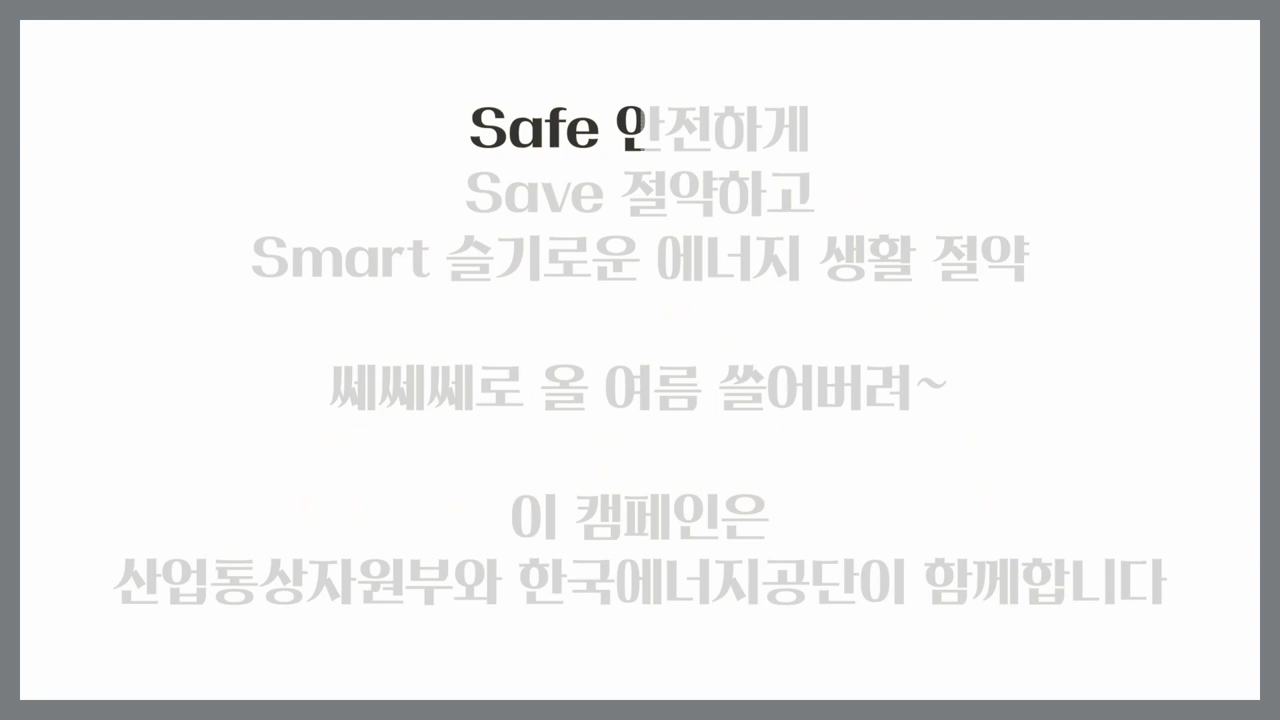 Safe 안전하게
Save 절약하고
Smart 슬기로운 에너지 생활 절약
쎄쎄쎄로 올 여름 쓸어버려~
이 캠페인은
산업통상자원부와 한국에너지공단이 함께합니다